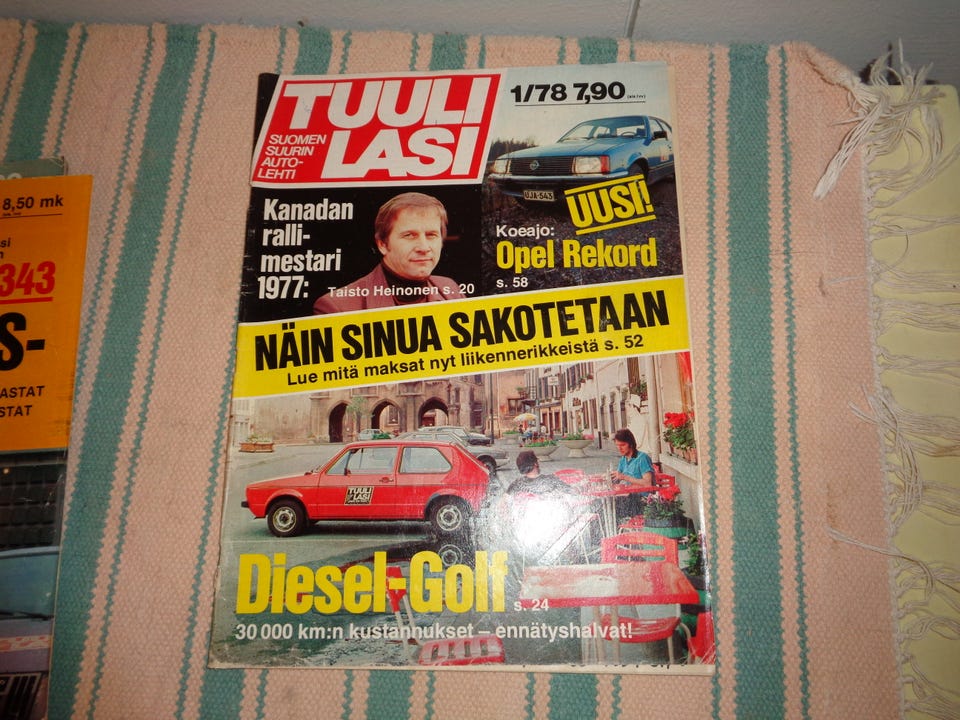 TUULI
LASI
SUOMEN
SUURIN
AUTO-
LEHTI
1/78 7,90
UJA-543
UUSI!
Koeajo:
Opel Rekord
s. 58
Kanadan
ralli-
mestari
1977:
Taisto Heinonen s. 20
NÄIN SINUA SAKOTETAAN
Lue mitä maksat nyt liikennerikkeistä s. 52
TUULI
LASI
Diesel-Golf s. 24
30 000 km:n kustannukset – ennätyshalvat!
8,50 mk
si
n
343
S-
ASTAT
STAT